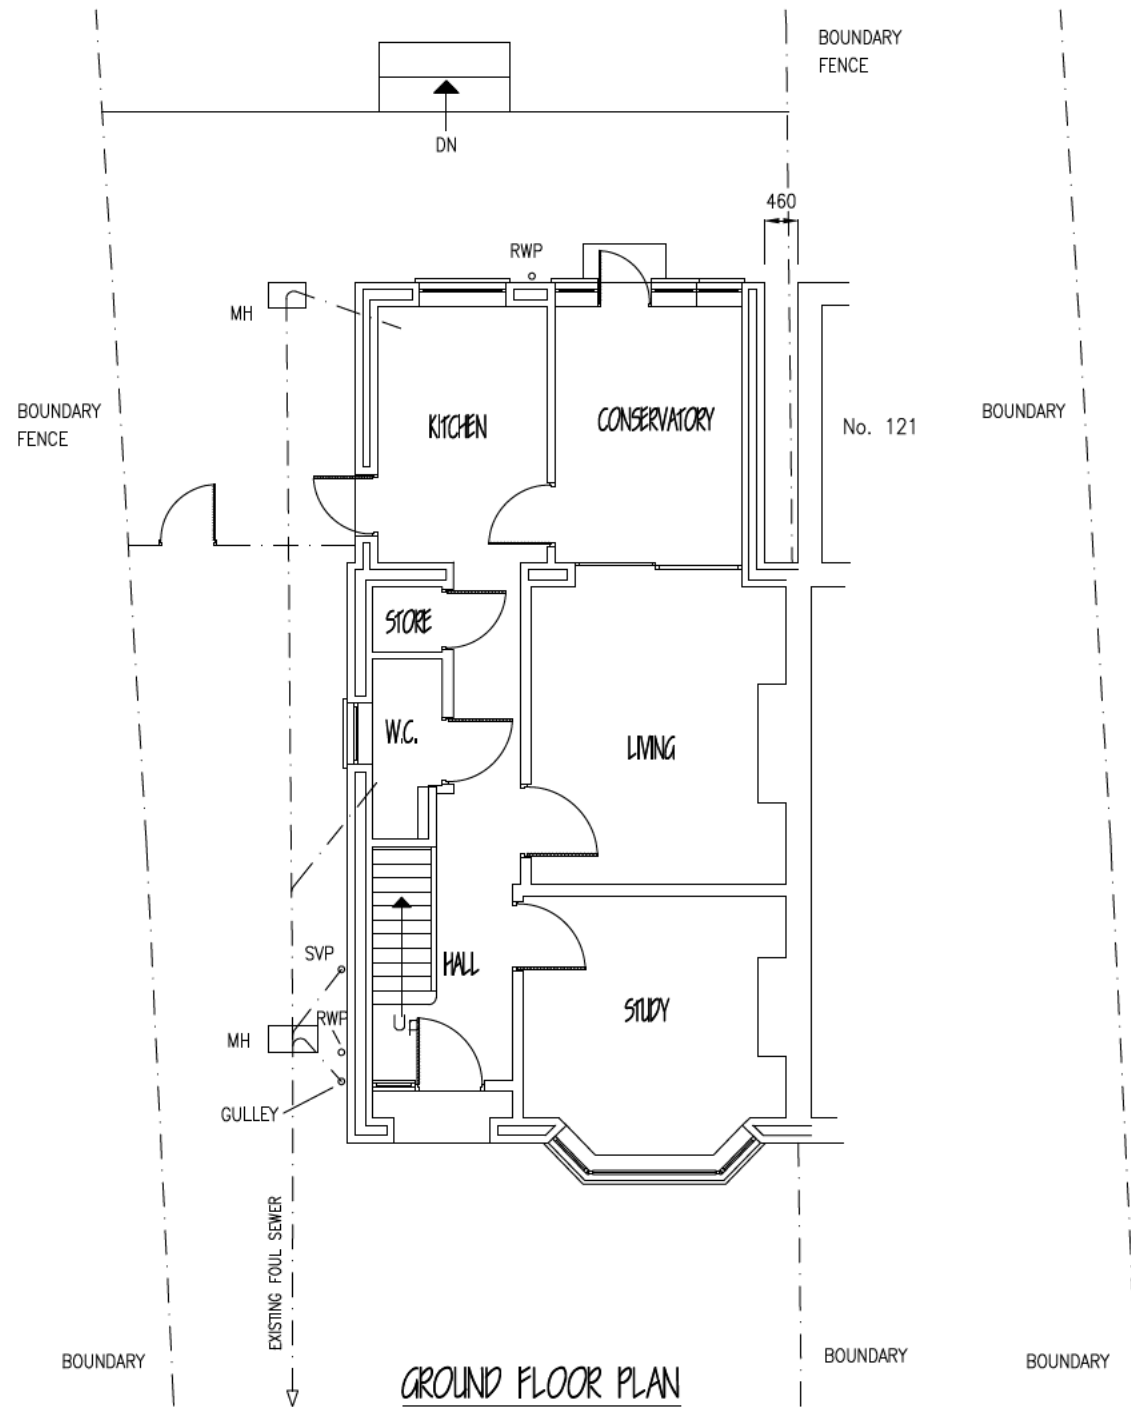 BOUNDARY
FENCE
DN
460
RWP
MH
BOUNDARY
FENCE
KITCHEN
CONSERVATORY
No. 121
BOUNDARY
STORE
W.C.
LIVING
SVP
HALL
RWP
STUDY
UP
MH
GULLEY
EXISTING FOUL SEWER
BOUNDARY
GROUND FLOOR PLAN
BOUNDARY
BOUNDARY